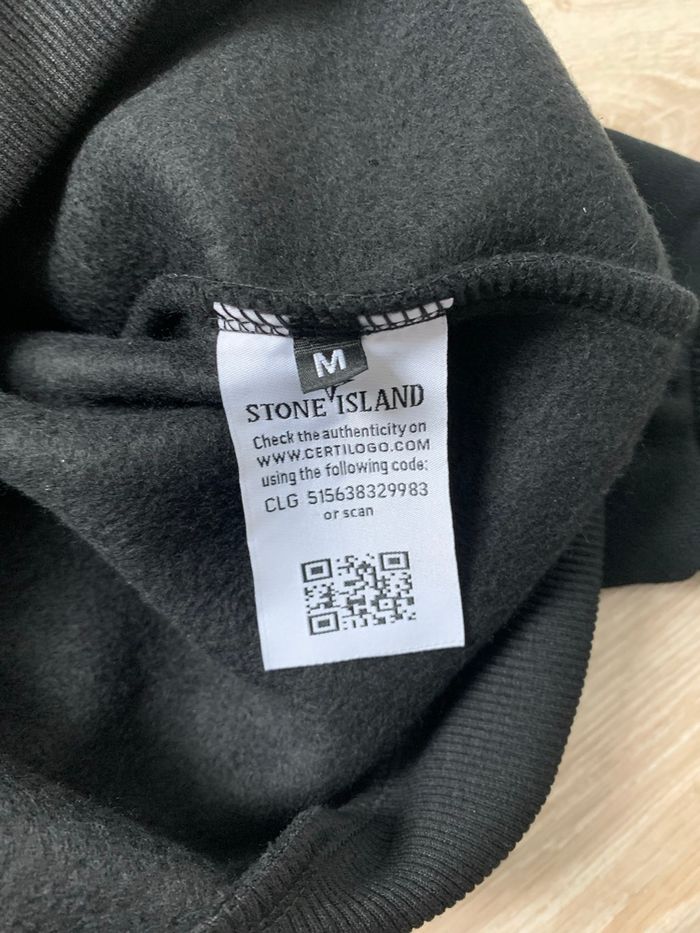 M
STONE ISLAND
Check the authenticity on
WWW.CERTILOGO.COM
using the following code:
CLG 515638329983
or scan